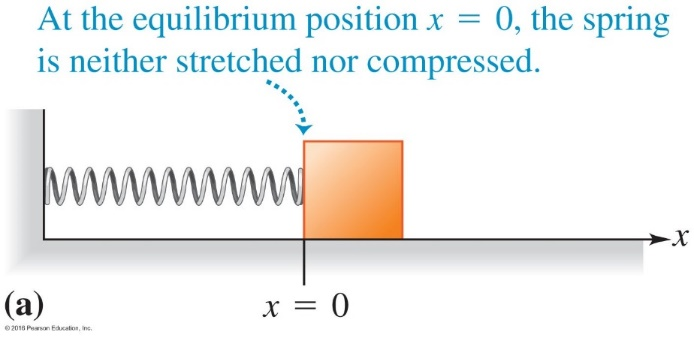 At the equilibrium position x = 0, the spring
is neither stretched nor compressed.
x
(a)
x = 0
© 2016 Pearson Education, Inc.